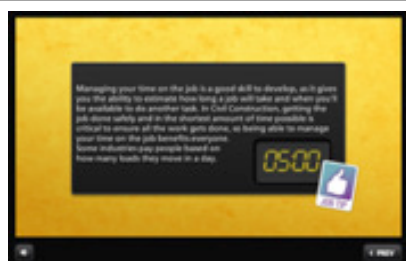 Managing your time on the job is a good skill to develop, as it gives
you the ability to estimate how long a job will take and when you'll
be available to do another task. In Civil Construction, getting the
job done safely and in the shortest amount of time possible is
critical to ensure all the work gets done, so being able to manage
your time on the job benefits everyone.
Some industries pay people based on
how many loads they move in a day.
05:00
JOB TIP
PREV